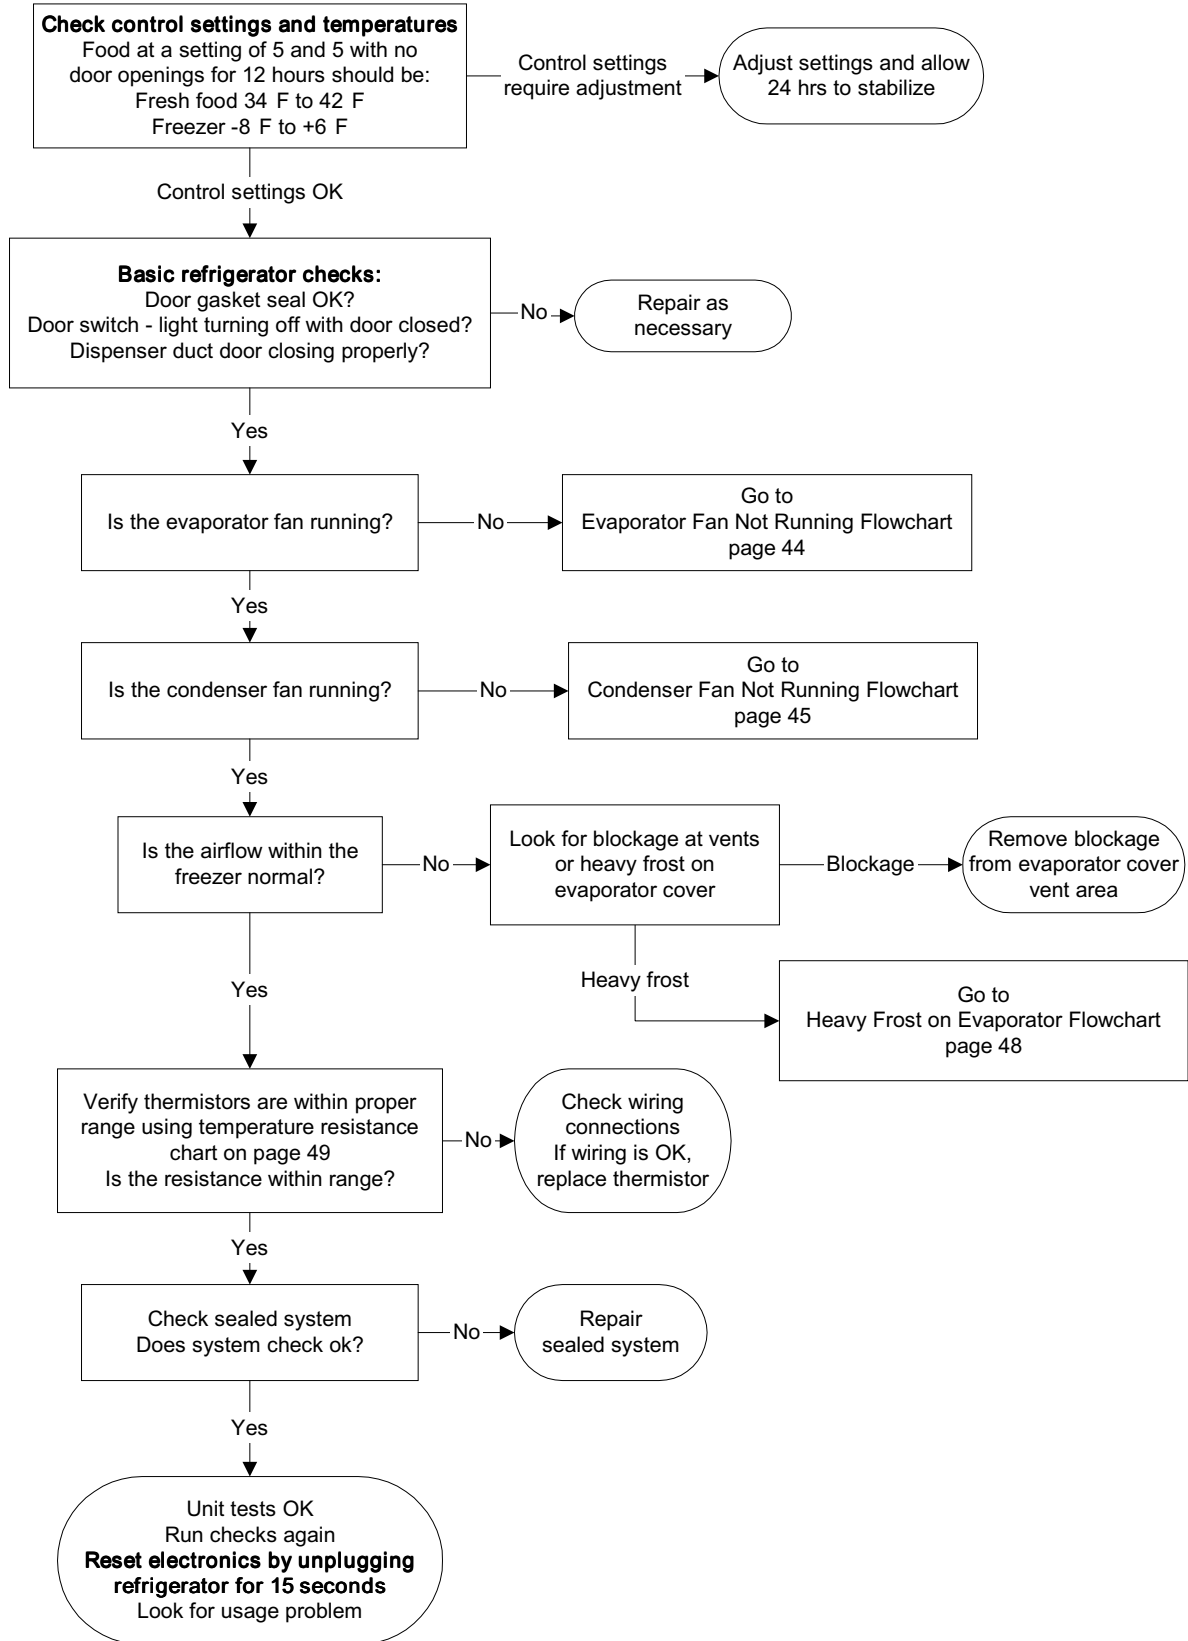 Check control settings and temperatures
Food at a setting of 5 and 5 with no
door openings for 12 hours should be:
Fresh food 34 F to 42 F
Freezer -8 F to +6 F
Control settings
require adjustment
Adjust settings and allow
24 hrs to stabilize
Control settings OK
Basic refrigerator checks:
Door gasket seal OK?
Door switch - light turning off with door closed?
Dispenser duct door closing properly?
No
Repair as
necessary
Yes
Is the evaporator fan running?
No
Go to
Evaporator Fan Not Running Flowchart
page 44
Yes
Is the condenser fan running?
No
Go to
Condenser Fan Not Running Flowchart
page 45
Yes
Is the airflow within the
freezer normal?
No
Look for blockage at vents
or heavy frost on
evaporator cover
Blockage
Remove blockage
from evaporator cover
vent area
Heavy frost
Go to
Heavy Frost on Evaporator Flowchart
page 48
Yes
Verify thermistors are within proper
range using temperature resistance
chart on page 49
Is the resistance within range?
No
Check wiring
connections
If wiring is OK,
replace thermistor
Yes
Check sealed system
Does system check ok?
No
Repair
sealed system
Yes
Unit tests OK
Run checks again
Reset electronics by unplugging
refrigerator for 15 seconds
Look for usage problem